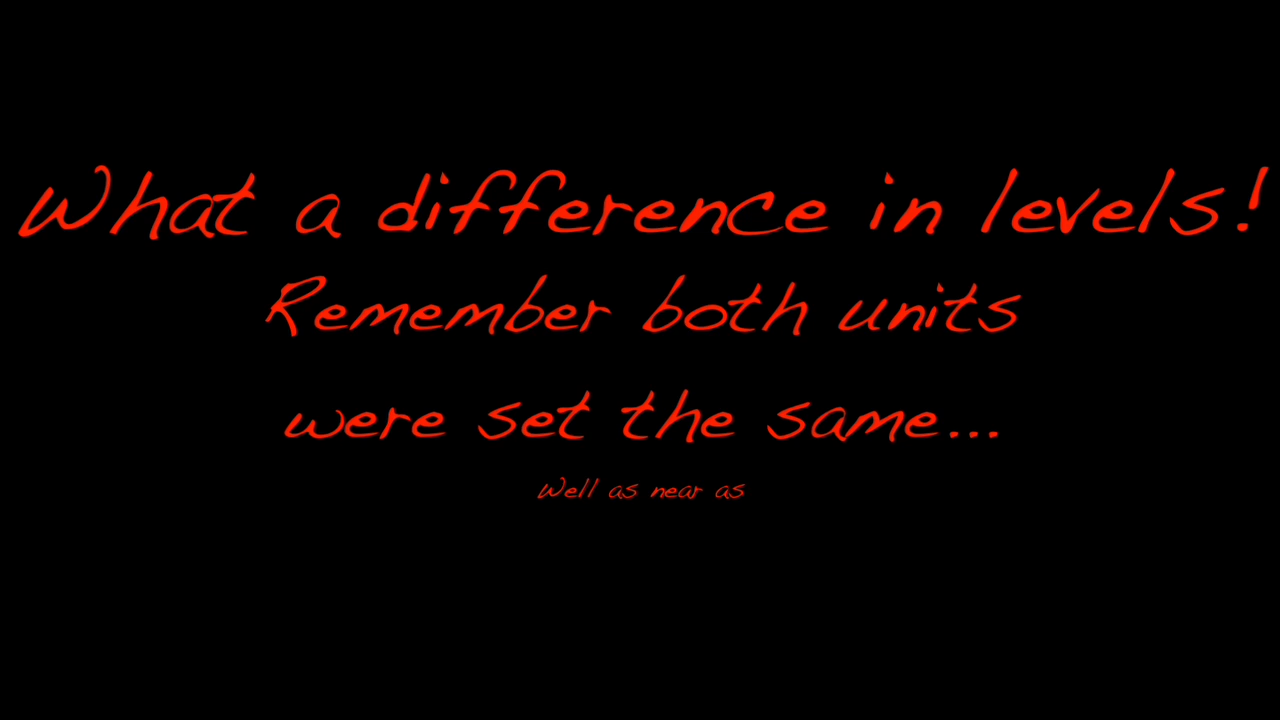 What a difference in levels!
Remember both units
were set the same...
Well as near as